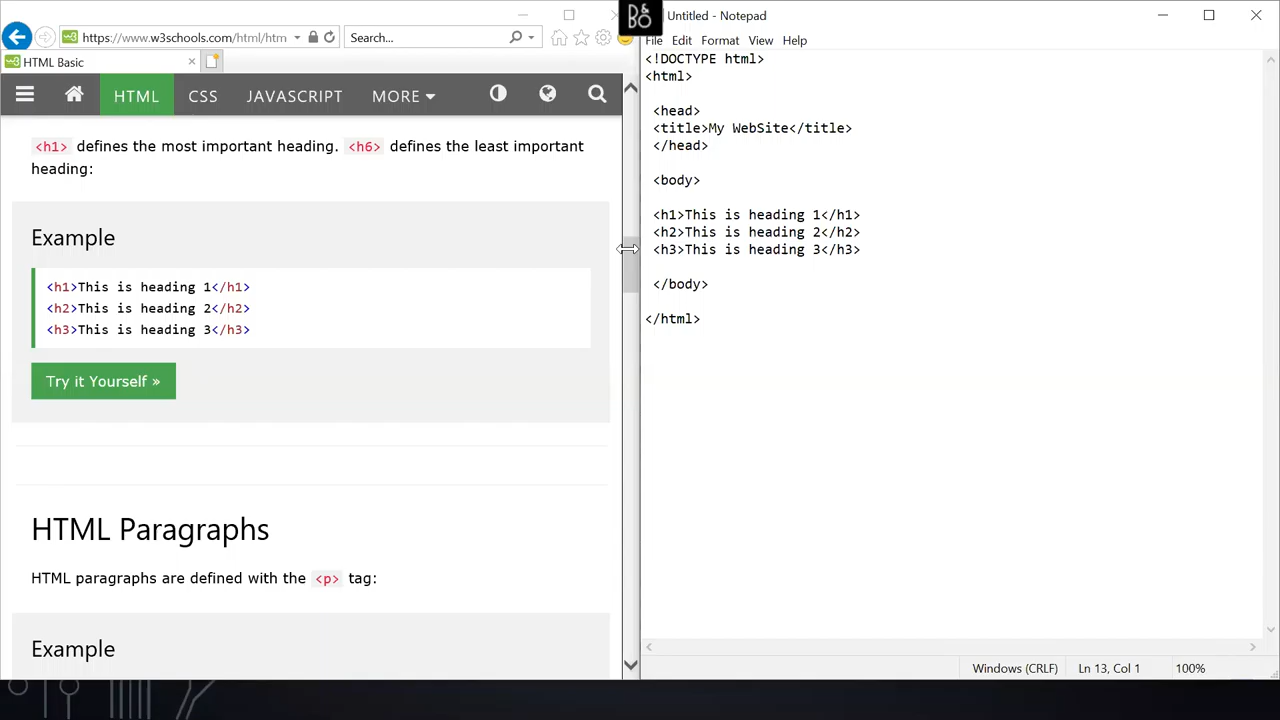 B&O
Untitled - Notepad
https://www.w3schools.com/html/htm
Search...
HTML Basic
HTML
CSS
JAVASCRIPT
MORE
<h1> defines the most important heading. <h6> defines the least important
heading:
Example
<h1>This is heading 1</h1>
<h2>This is heading 2</h2>
<h3>This is heading 3</h3>
Try it Yourself »
HTML Paragraphs
HTML paragraphs are defined with the <p> tag:
Example
File Edit Format View Help
<!DOCTYPE html>
<html>
<head>
<title>My WebSite</title>
</head>
<body>
<h1>This is heading 1</h1>
<h2>This is heading 2</h2>
<h3>This is heading 3</h3>
</body>
</html>
Windows (CRLF)
Ln 13, Col 1
100%